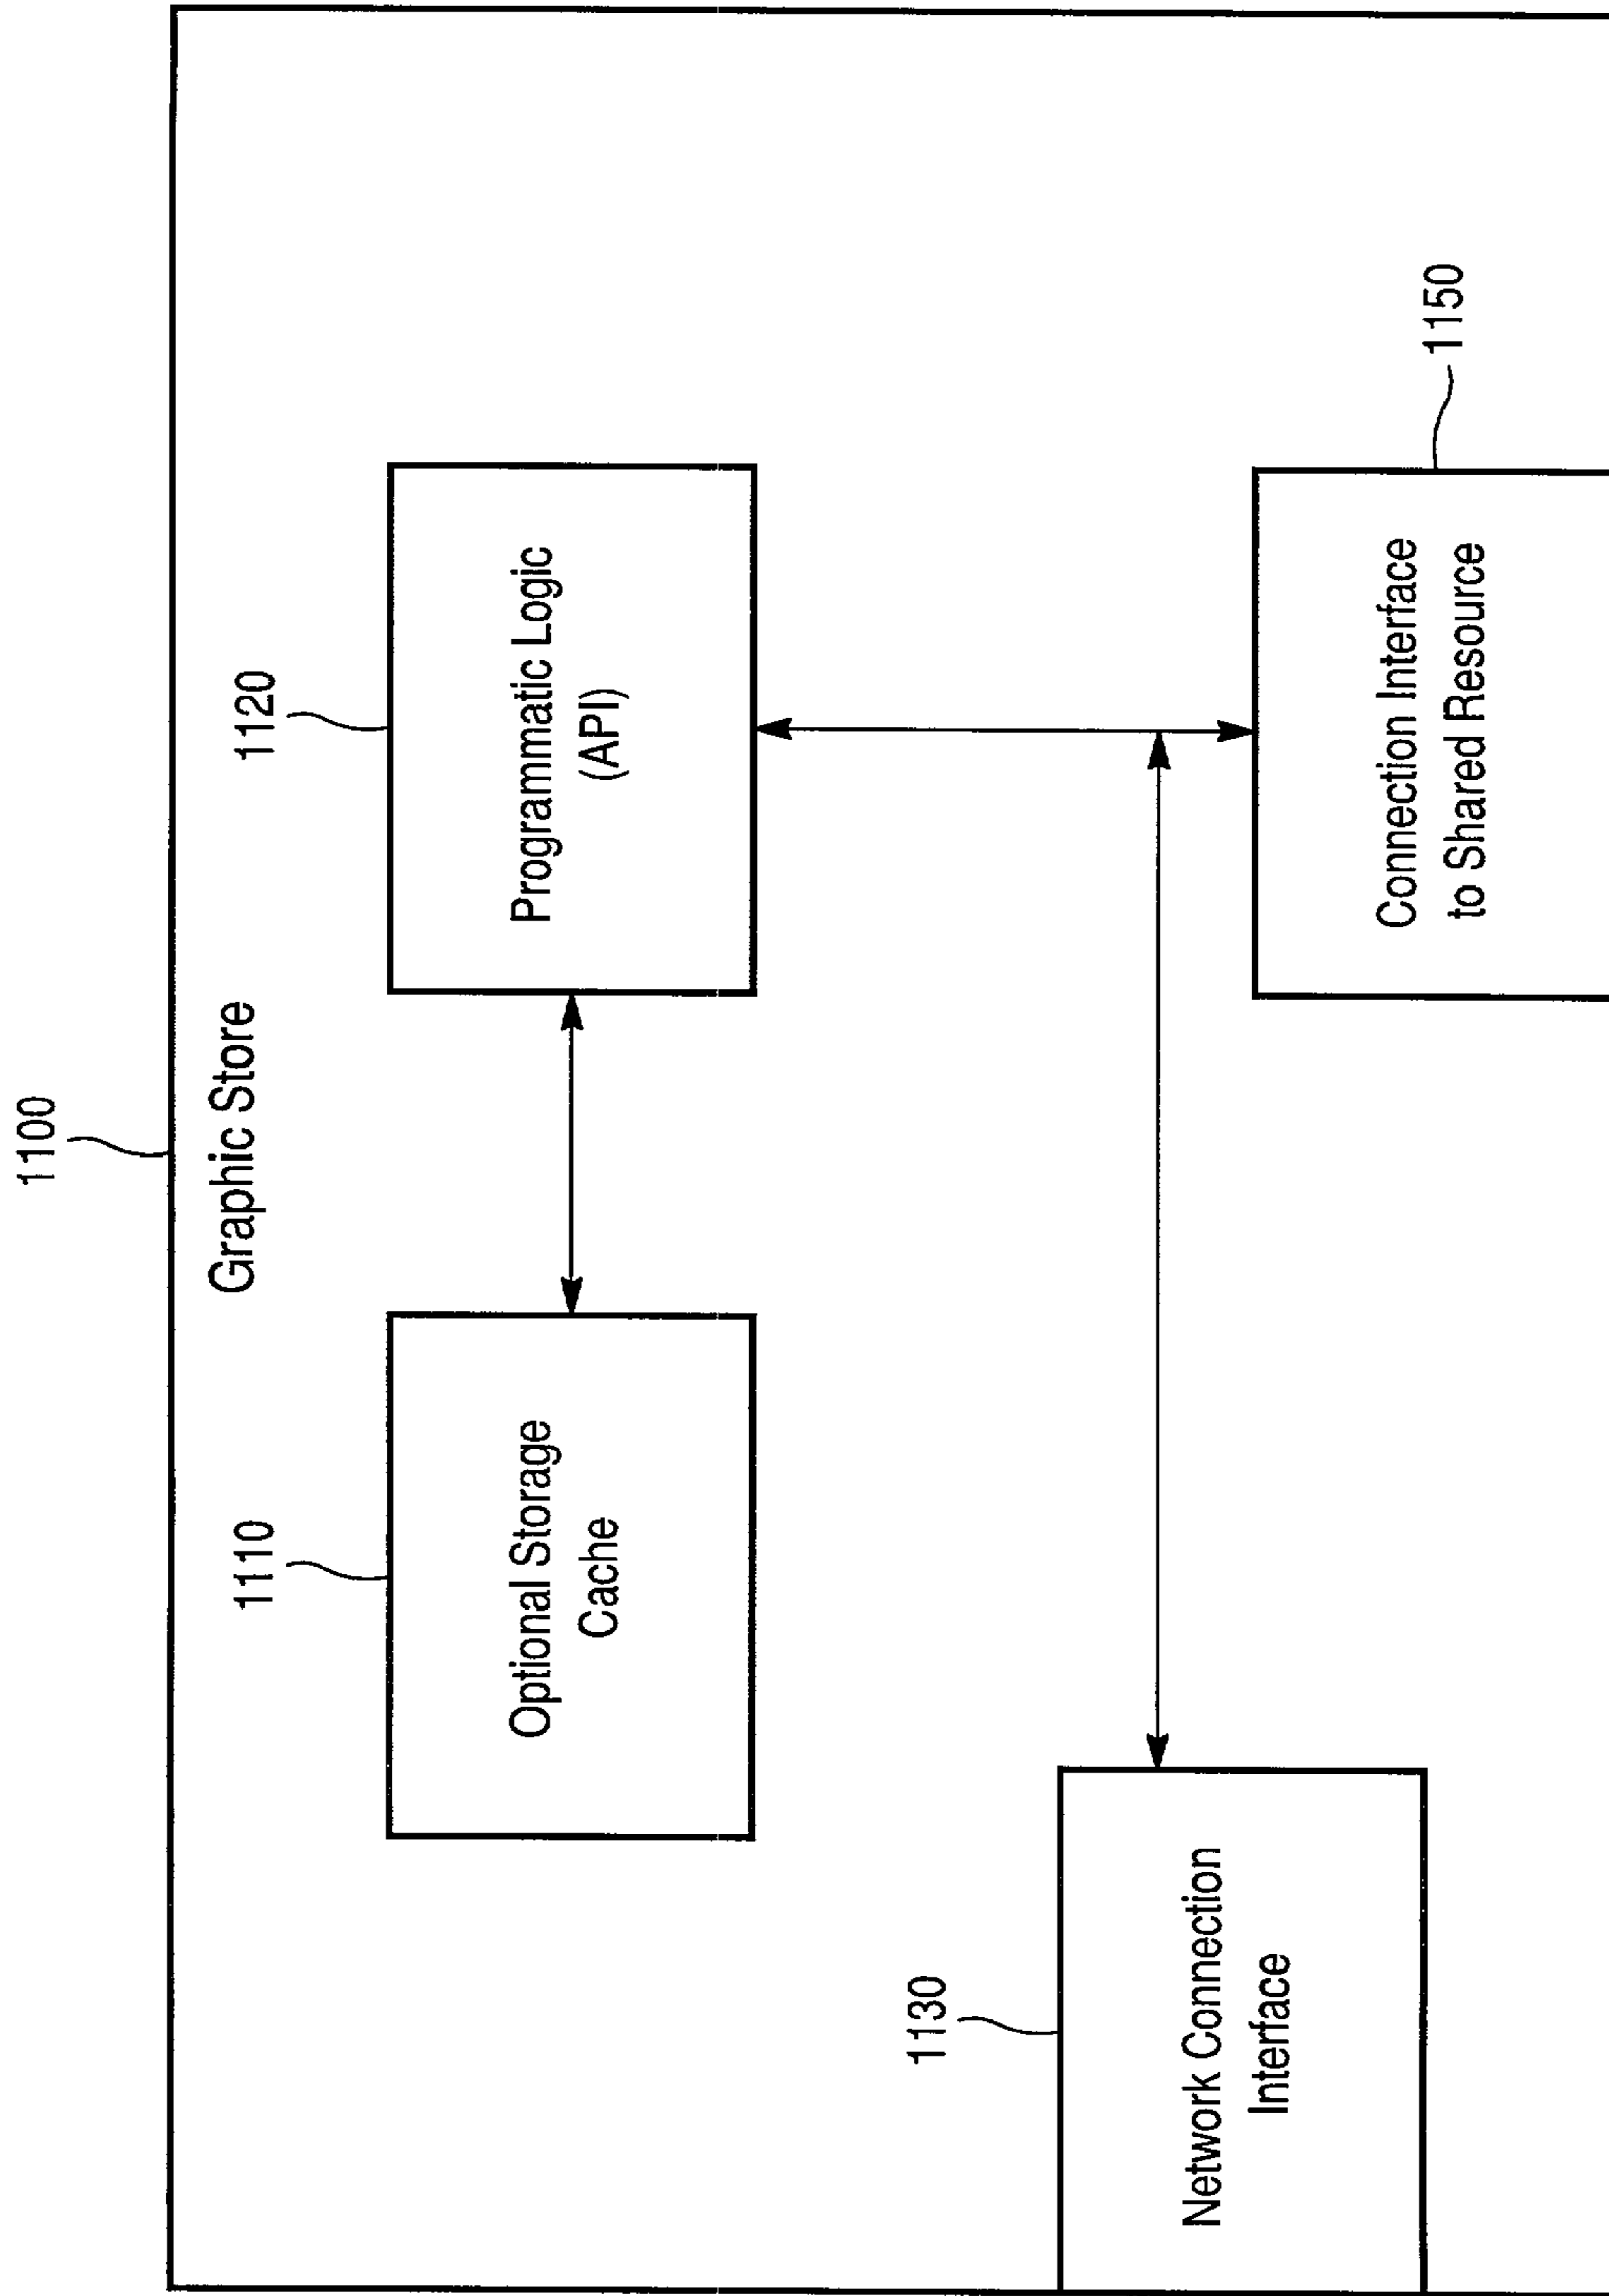 1100
Graphic Store
1110
Optional Storage
Cache
1120
Programmatic Logic
(API)
1130
Network Connection
Interface
1150
Connection Interface
to Shared Resource